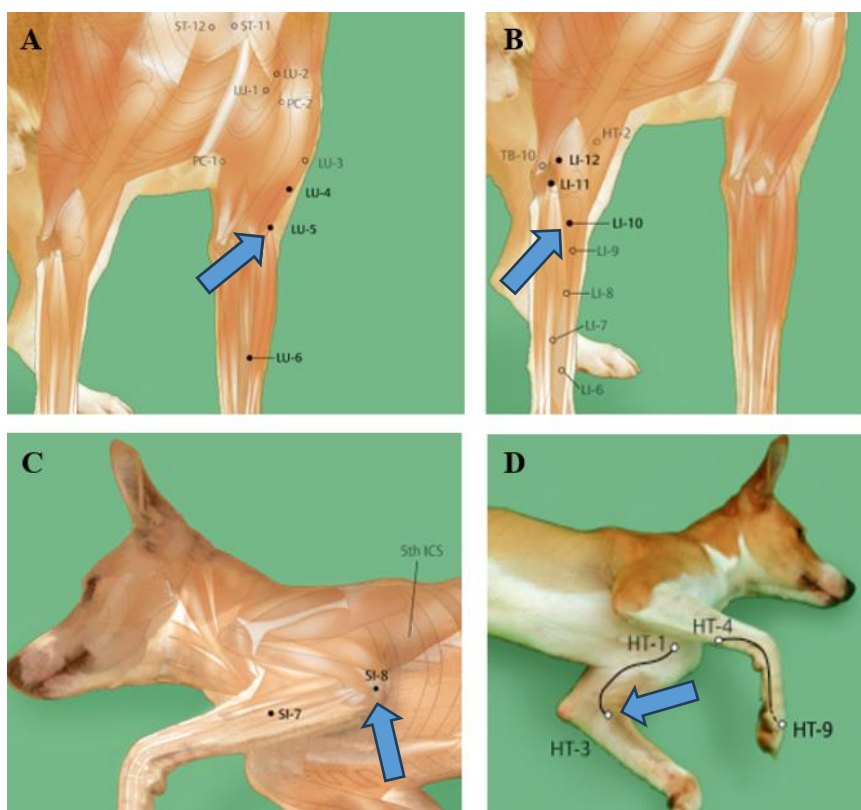 A
ST-12
ST-11
LU-2
LU-1
PC-2
PC-1
LU-3
LU-4
LU-5
LU-6
B
HT-2
TB-10
LI-12
LI-11
LI-10
LI-9
LI-8
LI-7
LI-6
C
5th ICS
SI-8
SI-7
D
HT-4
HT-1
HT-3
HT-9